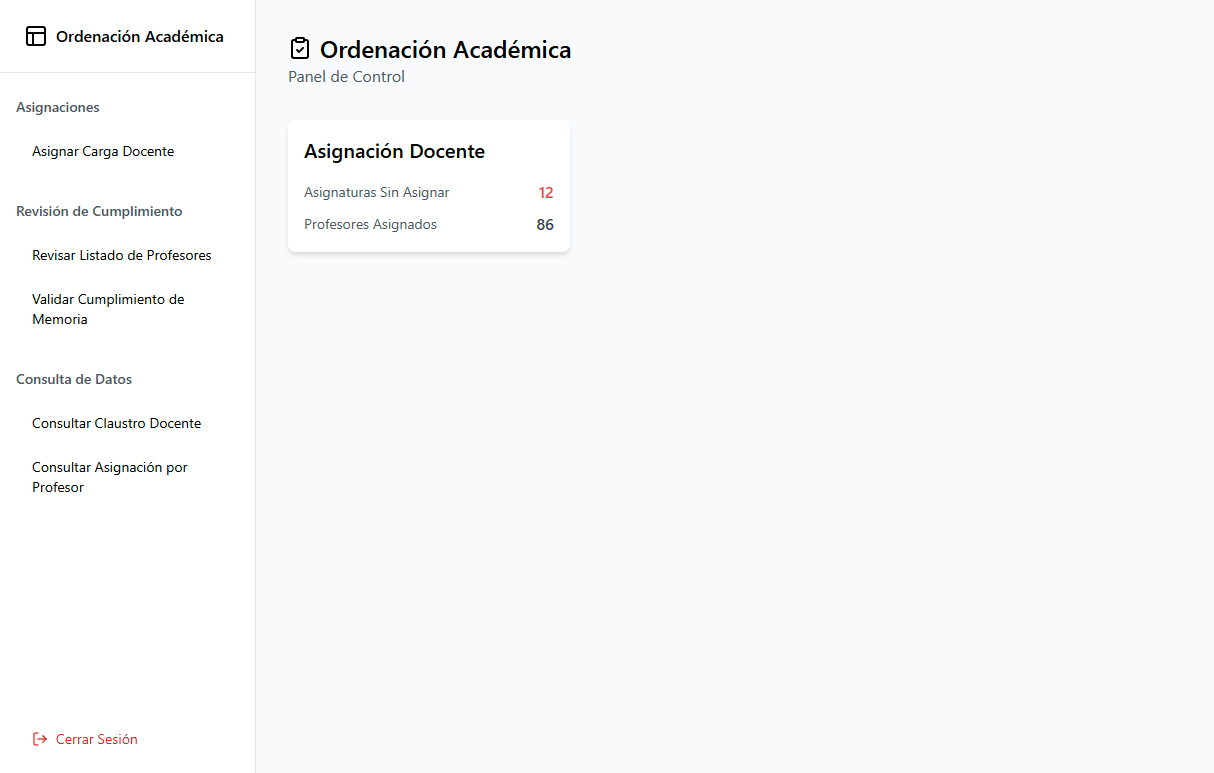 Ordenación Académica
Asignaciones
Asignar Carga Docente
Revisión de Cumplimiento
Revisar Listado de Profesores
Validar Cumplimiento de
Memoria
Consulta de Datos
Consultar Claustro Docente
Consultar Asignación por
Profesor
Cerrar Sesión
Ordenación Académica
Panel de Control
Asignación Docente
Asignaturas Sin Asignar 12
Profesores Asignados 86